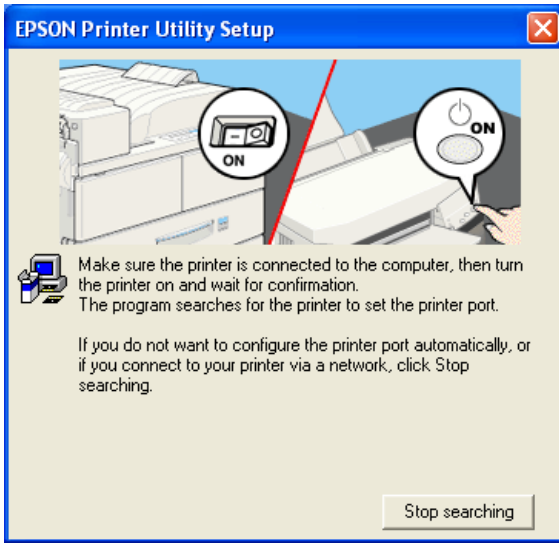 EPSON Printer Utility Setup
ON
ON
Make sure the printer is connected to the computer, then turn
the printer on and wait for confirmation.
The program searches for the printer to set the printer port.
If you do not want to configure the printer port automatically, or
if you connect to your printer via a network, click Stop
searching.
Stop searching